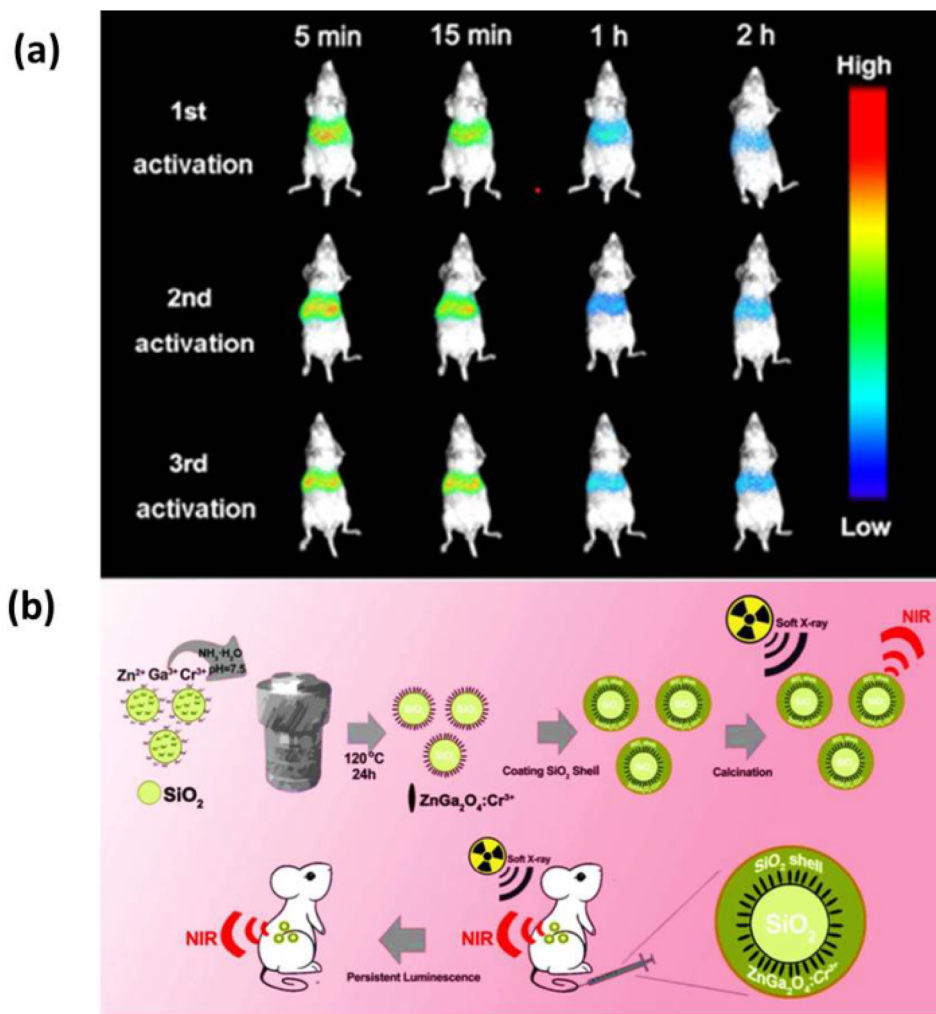 (a)
5 min 15 min 1 h 2 h
High
1st
activation
2nd
activation
3rd
activation
Low
(b)
Soft X-ray
NIR
NH₃·H₂O
pH=7.5
Zn²⁺ Ga³⁺ Cr³⁺
SiO₂
120°C
24h
ZnGa₂O₄:Cr³⁺
Coating SiO₂ Shell
Calcination
Soft X-ray
NIR
NIR
Persistent Luminescence
SiO₂ shell
SiO₂
ZnGa₂O₄:Cr³⁺